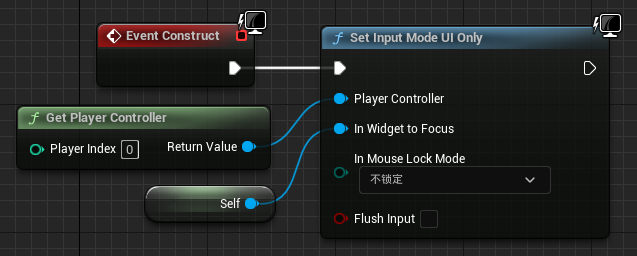 Event Construct
f Set Input Mode UI Only
Player Controller
f Get Player Controller
In Widget to Focus
Player Index 0
Return Value
In Mouse Lock Mode
不锁定
Self
Flush Input